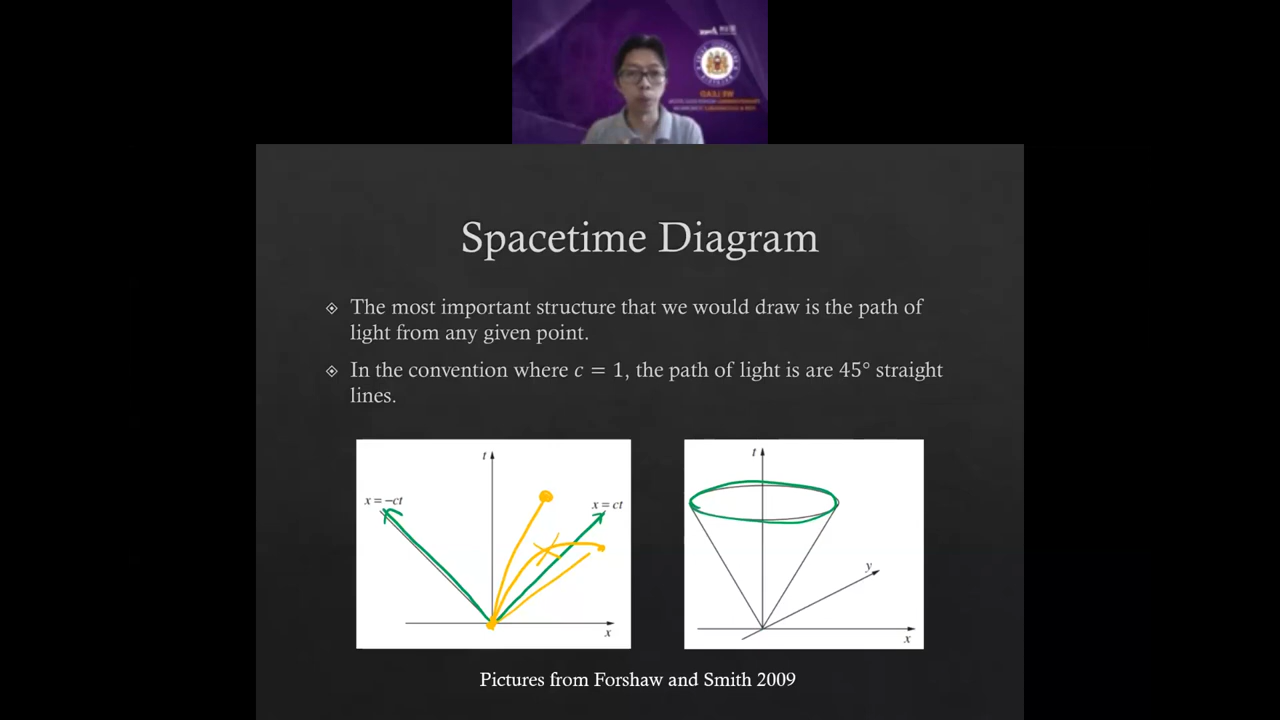 Spacetime Diagram
The most important structure that we would draw is the path of
light from any given point.
In the convention where c = 1, the path of light is are 45° straight
lines.
t
x = −ct
x = ct
x
t
y
x
Pictures from Forshaw and Smith 2009